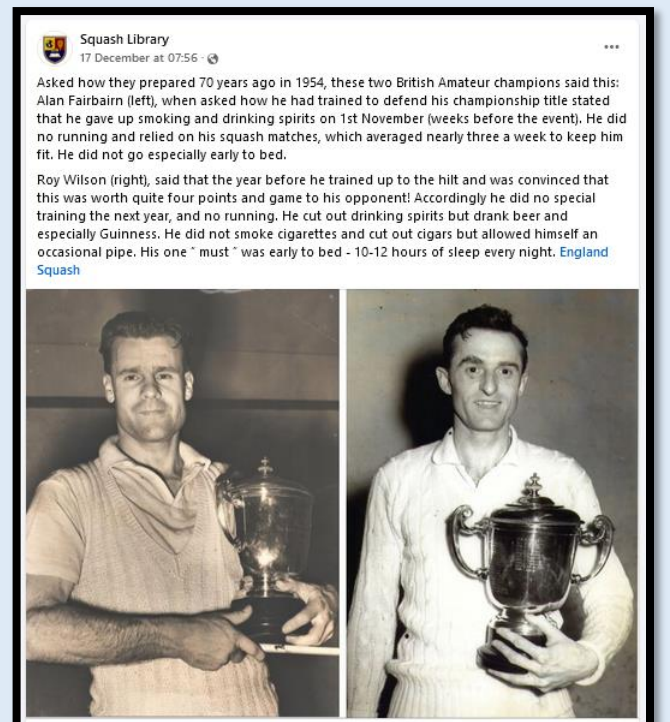 Squash Library
17 December at 07:56 ·
Asked how they prepared 70 years ago in 1954, these two British Amateur champions said this:
Alan Fairbairn (left), when asked how he had trained to defend his championship title stated
that he gave up smoking and drinking spirits on 1st November (weeks before the event). He did
no running and relied on his squash matches, which averaged nearly three a week to keep him
fit. He did not go especially early to bed.
Roy Wilson (right), said that the year before he trained up to the hilt and was convinced that
this was worth quite four points and game to his opponent! Accordingly he did no special
training the next year, and no running. He cut out drinking spirits but drank beer and
especially Guinness. He did not smoke cigarettes and cut out cigars but allowed himself an
occasional pipe. His one " must " was early to bed - 10-12 hours of sleep every night. England
Squash